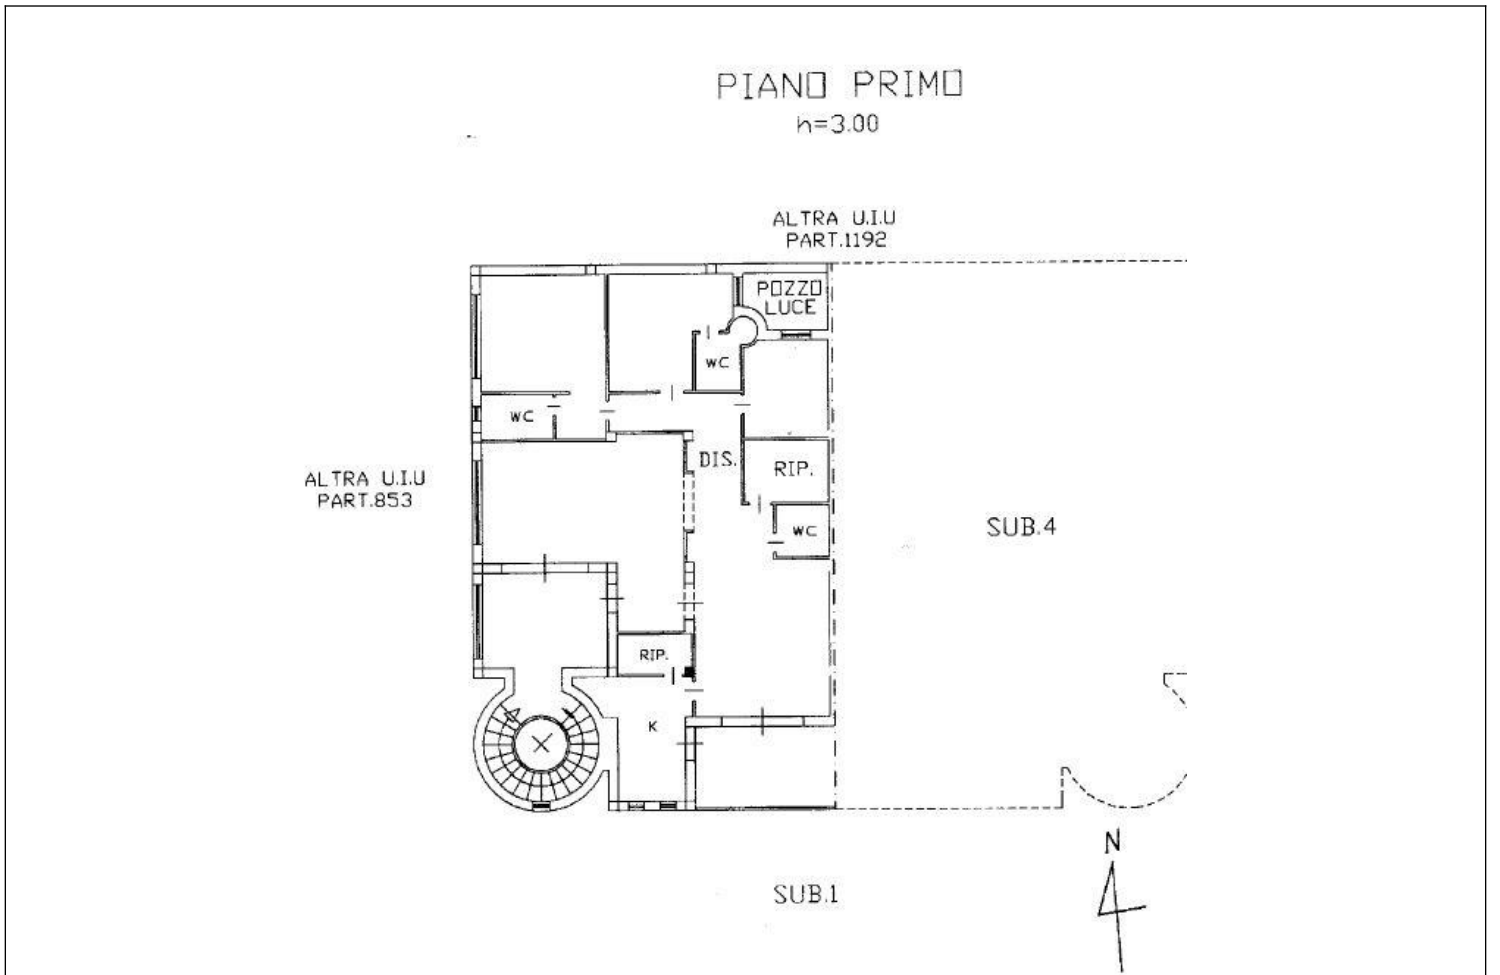 PIANO PRIMO
h=3.00
ALTRA U.I.U
PART.1192
POZZO
LUCE
WC
WC
DIS.
RIP.
ALTRA U.I.U
PART.853
WC
SUB.4
RIP.
K
N
SUB.1